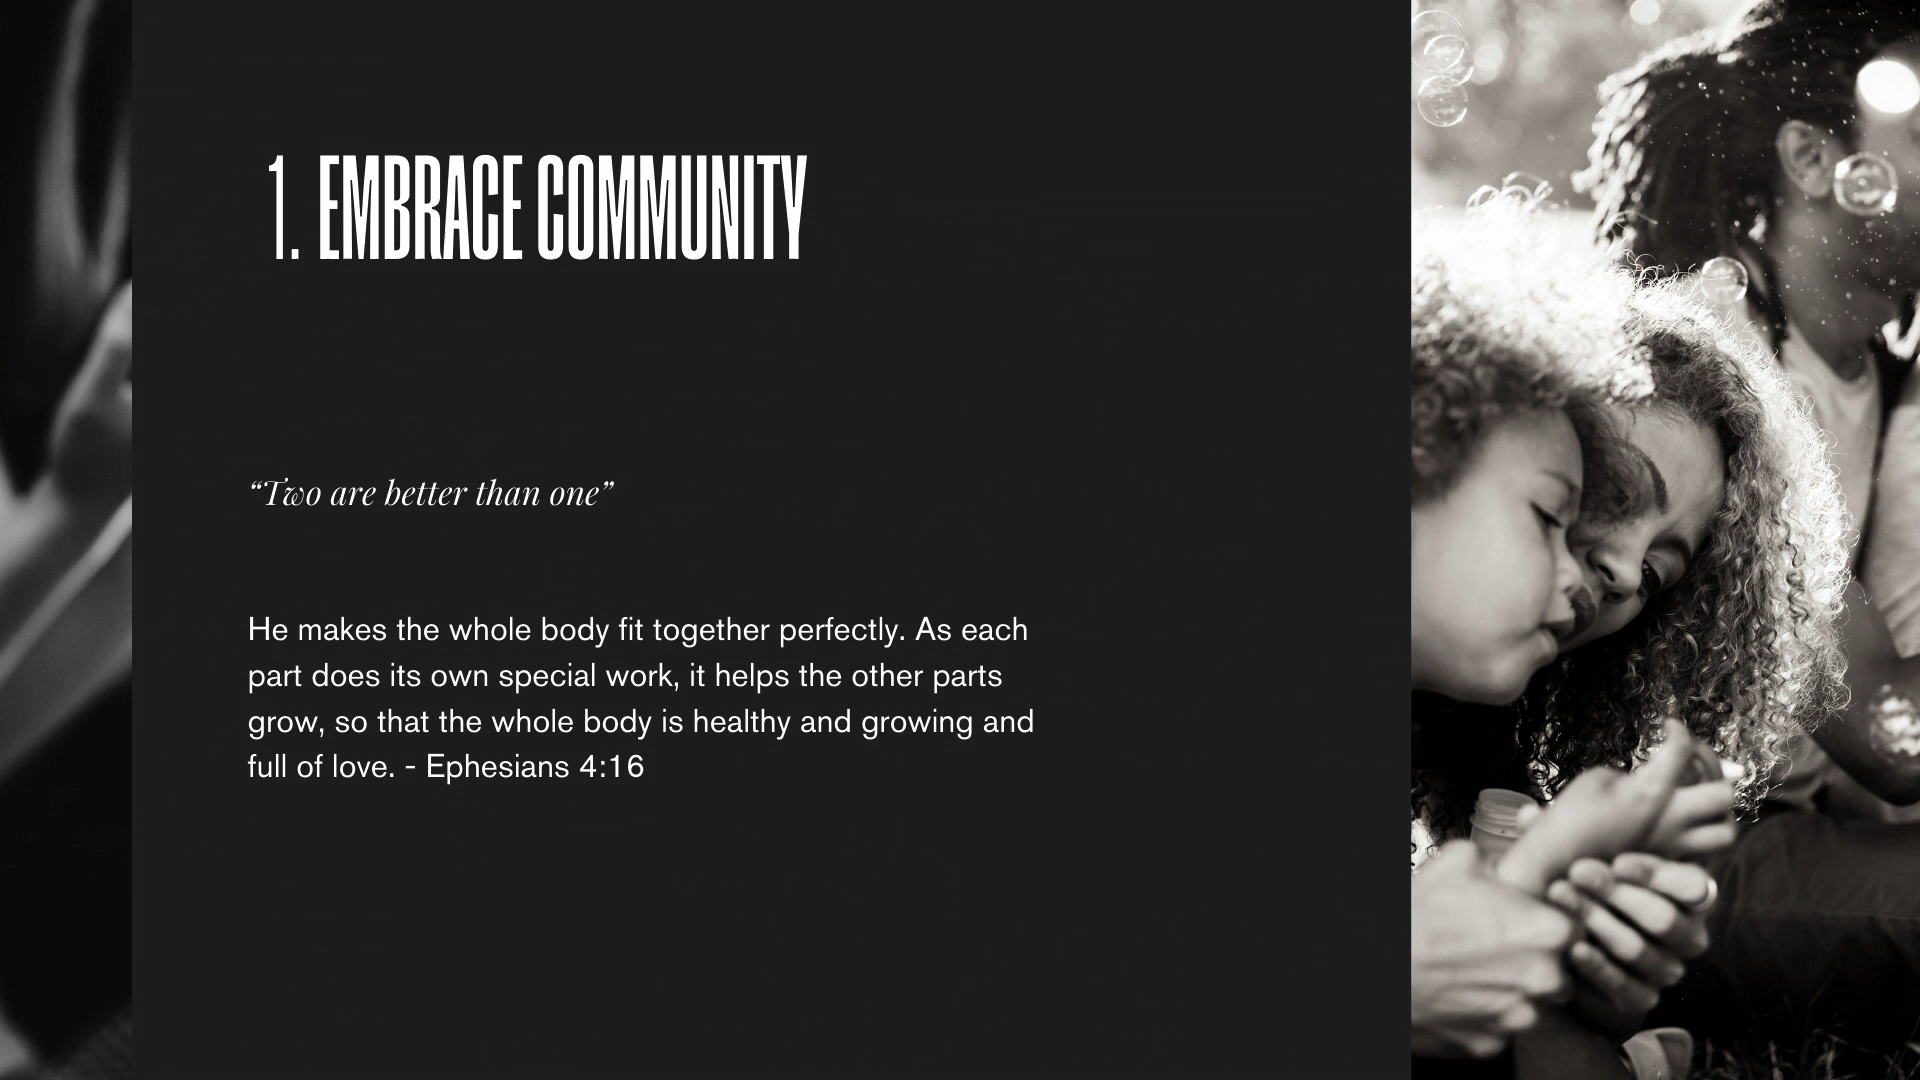 1. EMBRACE COMMUNITY
“Two are better than one”
He makes the whole body fit together perfectly. As each
part does its own special work, it helps the other parts
grow, so that the whole body is healthy and growing and
full of love. - Ephesians 4:16